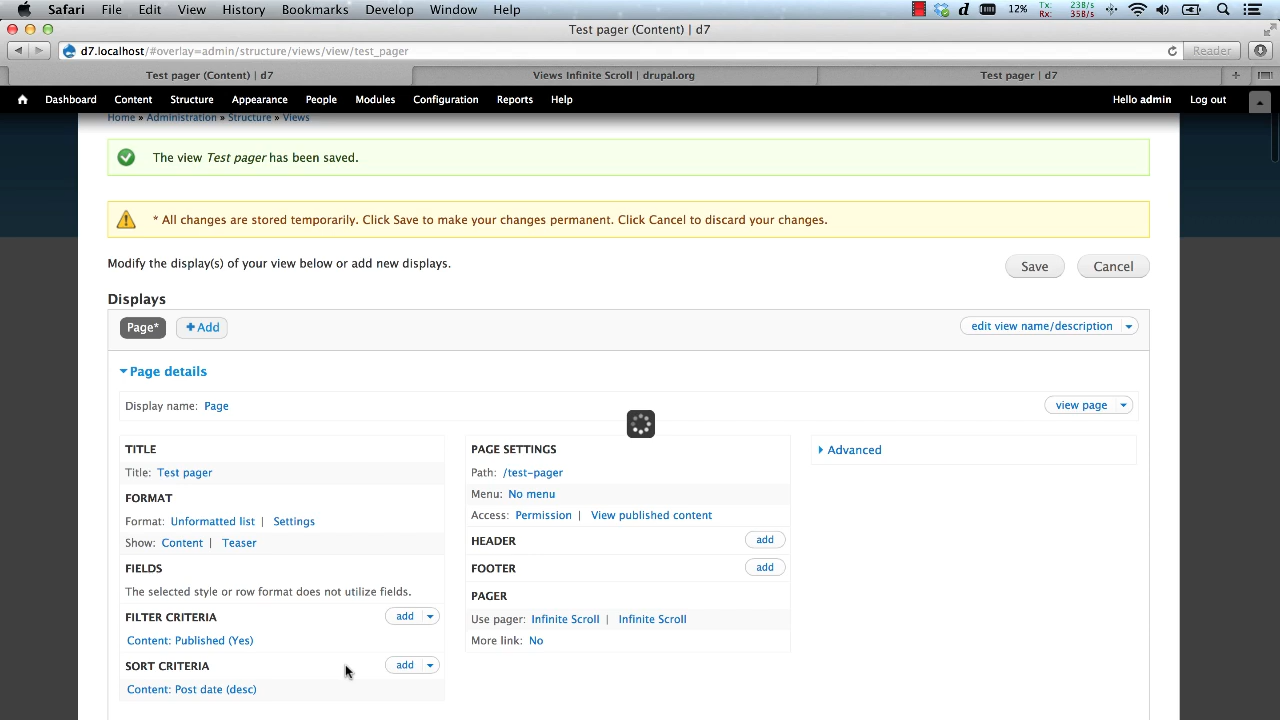 Safari File Edit View History Bookmarks Develop Window Help d 12% Tx: 23B/s Rx: 35B/s
Test pager (Content) | d7
d7.localhost/#overlay=admin/structure/views/view/test_pager Reader
Test pager (Content) | d7 Views Infinite Scroll | drupal.org Test pager | d7 +
Dashboard Content Structure Appearance People Modules Configuration Reports Help Hello admin Log out
Home » Administration » Structure » Views
The view Test pager has been saved.
* All changes are stored temporarily. Click Save to make your changes permanent. Click Cancel to discard your changes.
Modify the display(s) of your view below or add new displays. Save Cancel
Displays
Page* + Add edit view name/description
Page details
Display name: Page view page
TITLE
Title: Test pager
FORMAT
Format: Unformatted list | Settings
Show: Content | Teaser
FIELDS
The selected style or row format does not utilize fields.
FILTER CRITERIA add
Content: Published (Yes)
SORT CRITERIA add
Content: Post date (desc)
PAGE SETTINGS
Path: /test-pager
Menu: No menu
Access: Permission | View published content
HEADER add
FOOTER add
PAGER
Use pager: Infinite Scroll | Infinite Scroll
More link: No
Advanced